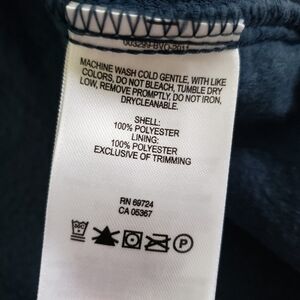 MACHINE WASH COLD GENTLE, WITH LIKE
COLORS, DO NOT BLEACH, TUMBLE DRY
LOW, REMOVE PROMPTLY, DO NOT IRON,
DRYCLEANABLE.
SHELL:
100% POLYESTER
LINING:
100% POLYESTER
EXCLUSIVE OF TRIMMING
RN 69724
CA 05367
P